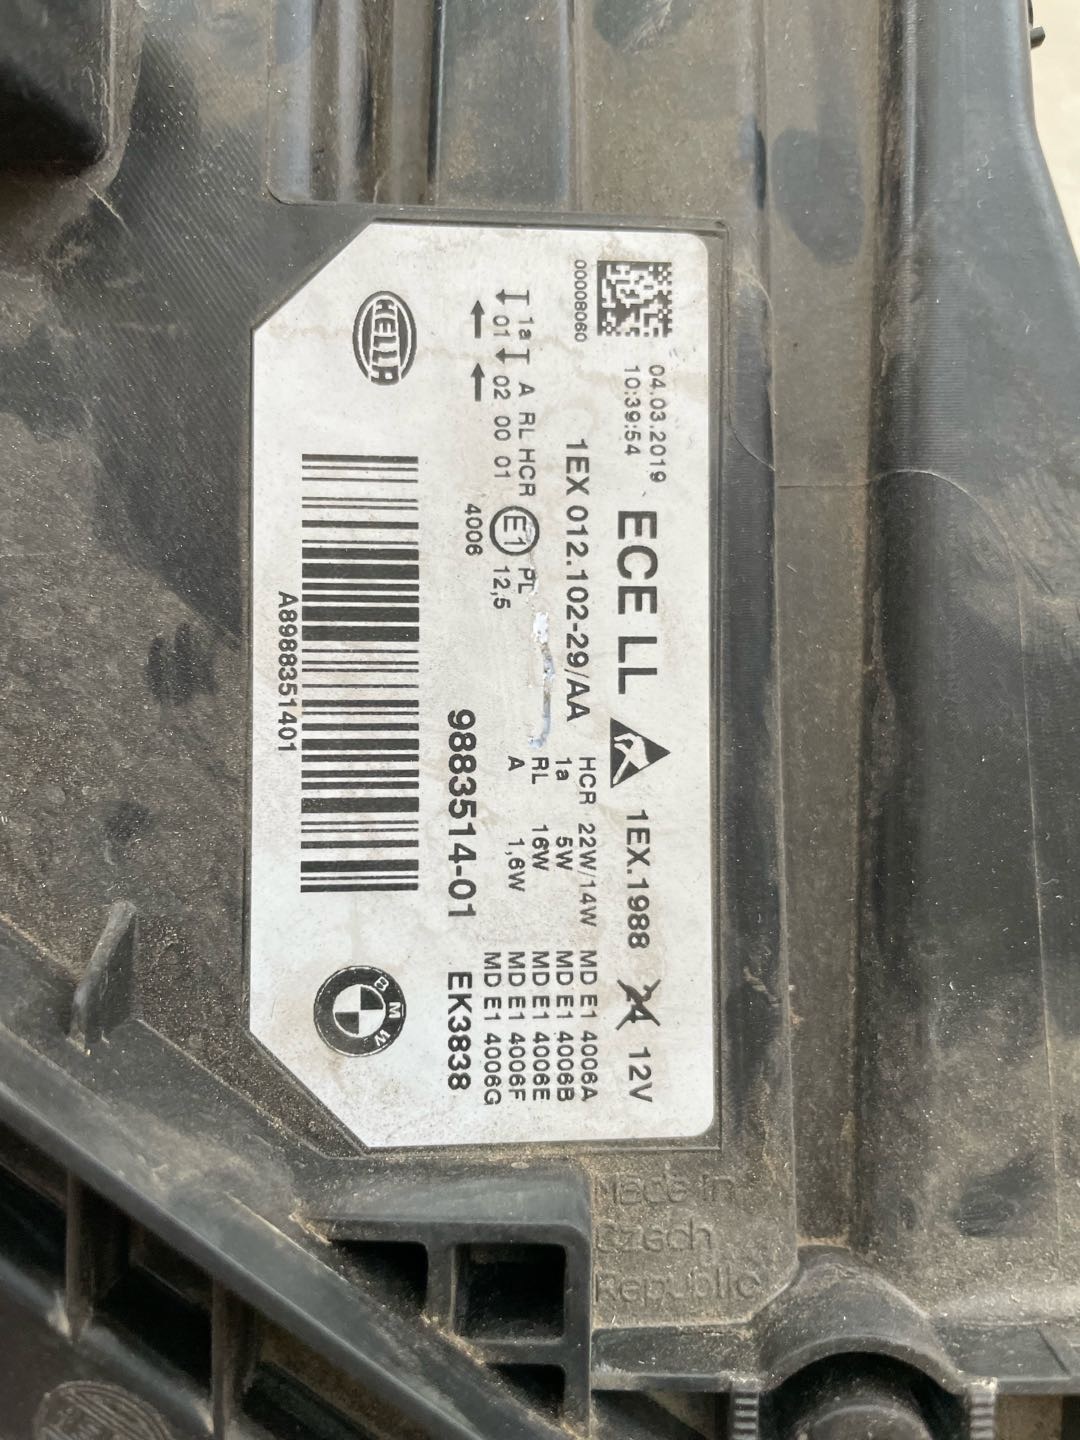 00008060
04.03.2019
10:39:54
ECE LL
1EX.1988 24 12V
1EX 012.102-29/AA
HCR 22W/14W MD E1 4006A
1a 5W MD E1 4006B
RL 16W MD E1 4006E
A 1,6W MD E1 4006F
MD E1 4006G
1a A RL HCR E1 PL
01 02 00 01 12,5
4006
9883514-01 EK3838
HELLA
A8988351401
BMW
Made in
Czech
Republic